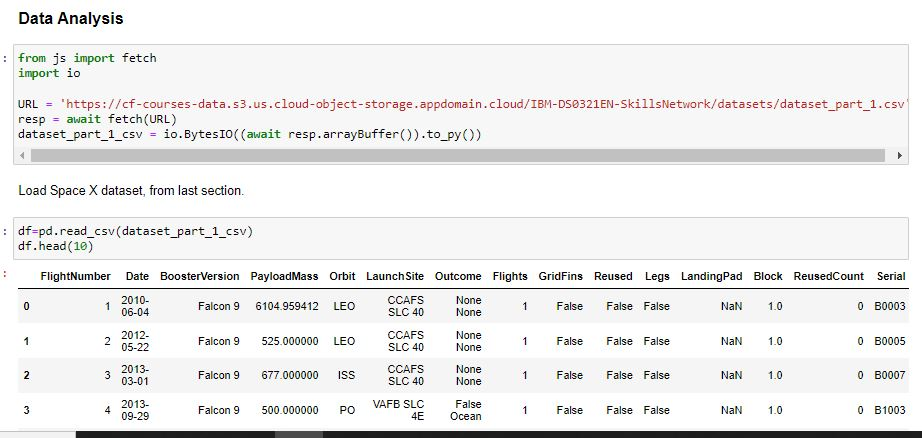 Data Analysis
: from js import fetch
import io
URL = 'https://cf-courses-data.s3.us.cloud-object-storage.appdomain.cloud/IBM-DS0321EN-SkillsNetwork/datasets/dataset_part_1.csv'
resp = await fetch(URL)
dataset_part_1_csv = io.BytesIO((await resp.arrayBuffer()).to_py())
Load Space X dataset, from last section.
: df=pd.read_csv(dataset_part_1_csv)
df.head(10)
: FlightNumber Date BoosterVersion PayloadMass Orbit LaunchSite Outcome Flights GridFins Reused Legs LandingPad Block ReusedCount Serial
0 1 2010-06-04 Falcon 9 6104.959412 LEO CCAFS SLC 40 None None 1 False False False NaN 1.0 0 B0003
1 2 2012-05-22 Falcon 9 525.000000 LEO CCAFS SLC 40 None None 1 False False False NaN 1.0 0 B0005
2 3 2013-03-01 Falcon 9 677.000000 ISS CCAFS SLC 40 None None 1 False False False NaN 1.0 0 B0007
3 4 2013-09-29 Falcon 9 500.000000 PO VAFB SLC 4E False Ocean 1 False False False NaN 1.0 0 B1003